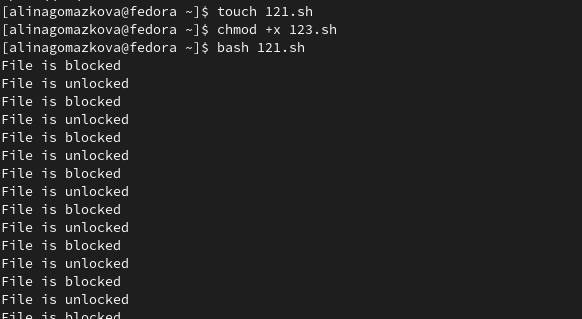 [alinagomazkova@fedora ~]$ touch 121.sh
[alinagomazkova@fedora ~]$ chmod +x 123.sh
[alinagomazkova@fedora ~]$ bash 121.sh
File is blocked
File is unlocked
File is blocked
File is unlocked
File is blocked
File is unlocked
File is blocked
File is unlocked
File is blocked
File is unlocked
File is blocked
File is unlocked
File is blocked
File is unlocked
File is blocked